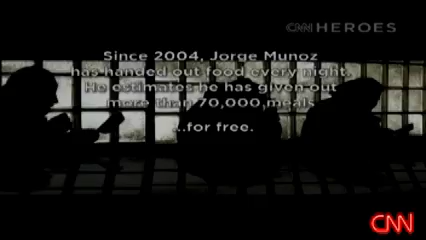 CNN HEROES
Since 2004, Jorge Munoz
has handed out food every night.
He estimates he has given out
more than 70,000 meals
...for free.
CNN